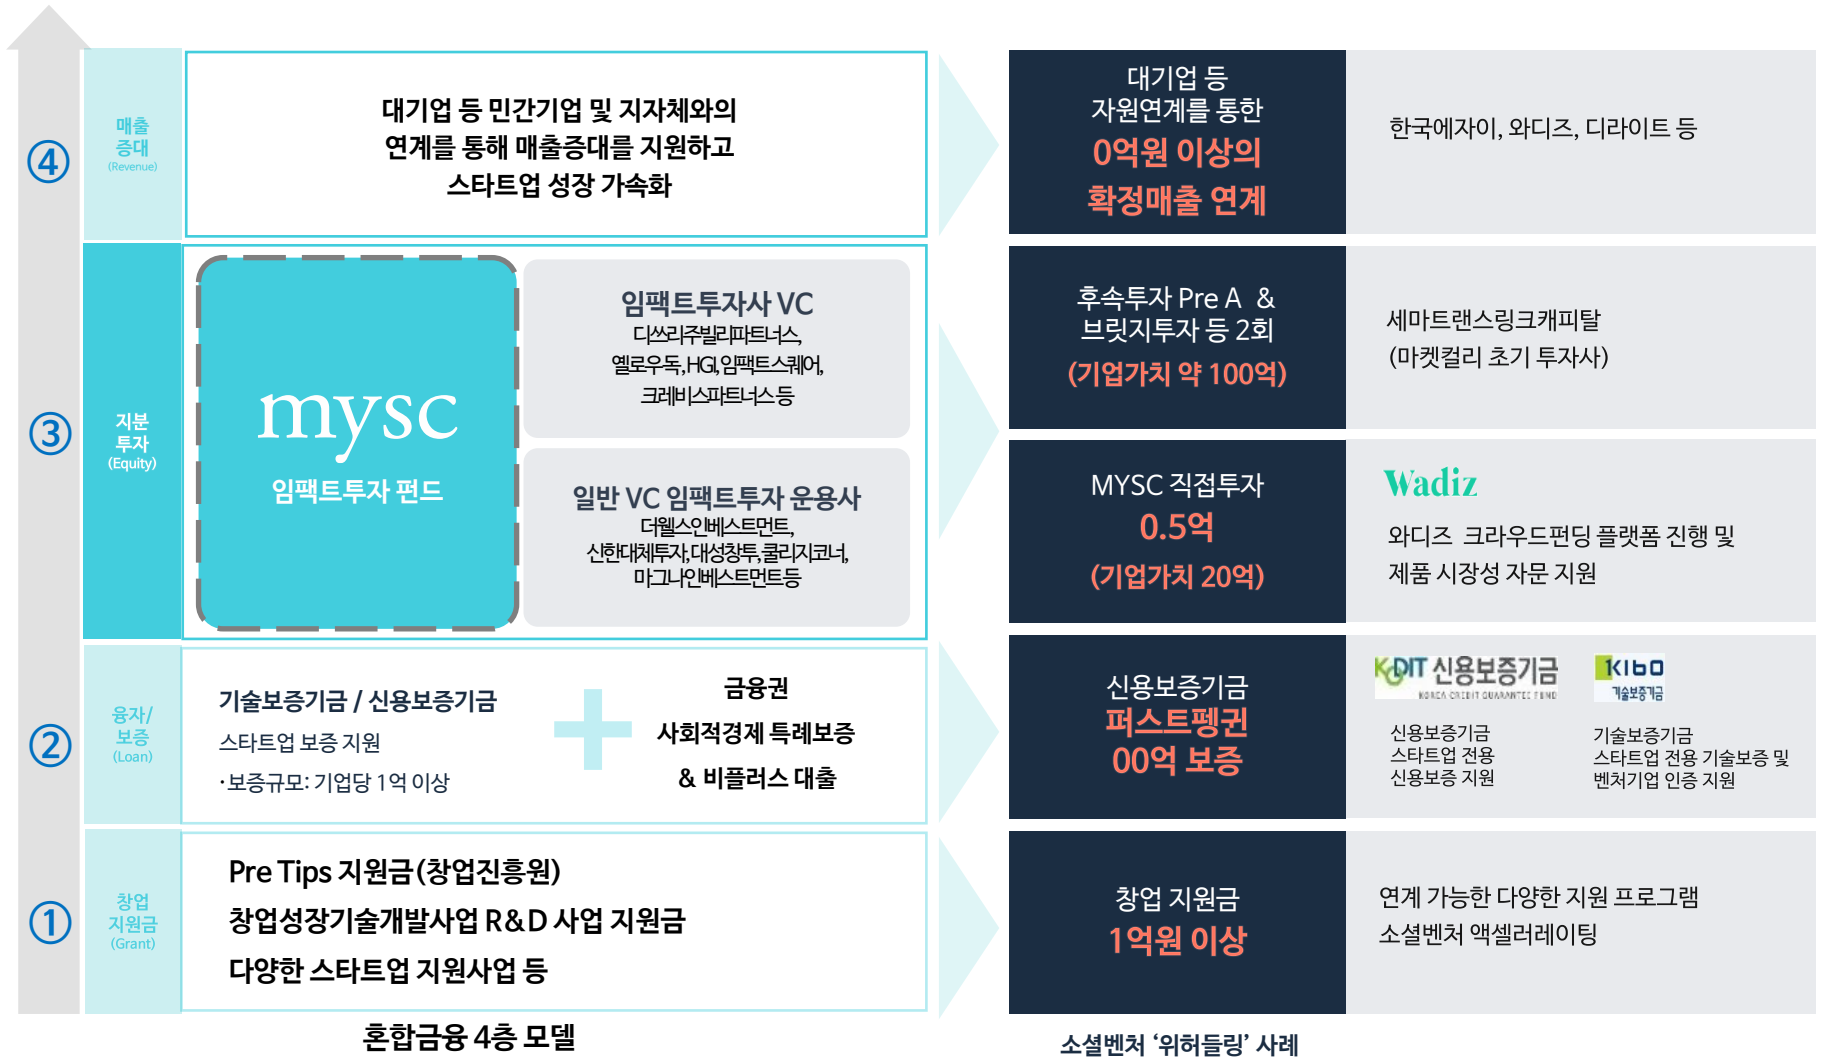 ④
매출
증대
(Revenue)
대기업 등 민간기업 및 지자체와의
연계를 통해 매출증대를 지원하고
스타트업 성장 가속화
대기업 등
자원연계를 통한
0억원 이상의
확정매출 연계
한국에자이, 와디즈, 디라이트 등
③
지분
투자
(Equity)
mysc
임팩트투자 펀드
임팩트투자사 VC
디쓰리주빌리파트너스,
옐로우독, HGI, 임팩트스퀘어,
크레비스파트너스 등
일반 VC 임팩트투자 운용사
더웰스인베스트먼트,
신한대체투자, 대성창투, 쿨리지코너,
마그나인베스트먼트 등
후속투자 Pre A &
브릿지투자 등 2회
(기업가치 약 100억)
세마트랜스링크캐피탈
(마켓컬리 초기 투자사)
MYSC 직접투자
0.5억
(기업가치 20억)
Wadiz
와디즈 크라우드펀딩 플랫폼 진행 및
제품 시장성 자문 지원
②
융자/
보증
(Loan)
기술보증기금 / 신용보증기금
스타트업 보증 지원
·보증규모: 기업당 1억 이상
금융권
사회적경제 특례보증
& 비플러스 대출
신용보증기금
퍼스트펭귄
00억 보증
KODIT 신용보증기금
KOREA CREDIT GUARANTEE FUND
신용보증기금
스타트업 전용
신용보증 지원
KIBO
기술보증기금
기술보증기금
스타트업 전용 기술보증 및
벤처기업 인증 지원
①
창업
지원금
(Grant)
Pre Tips 지원금(창업진흥원)
창업성장기술개발사업 R&D 사업 지원금
다양한 스타트업 지원사업 등
창업 지원금
1억원 이상
연계 가능한 다양한 지원 프로그램
소셜벤처 액셀러레이팅
혼합금융 4층 모델
소셜벤처 ‘위허들링’ 사례